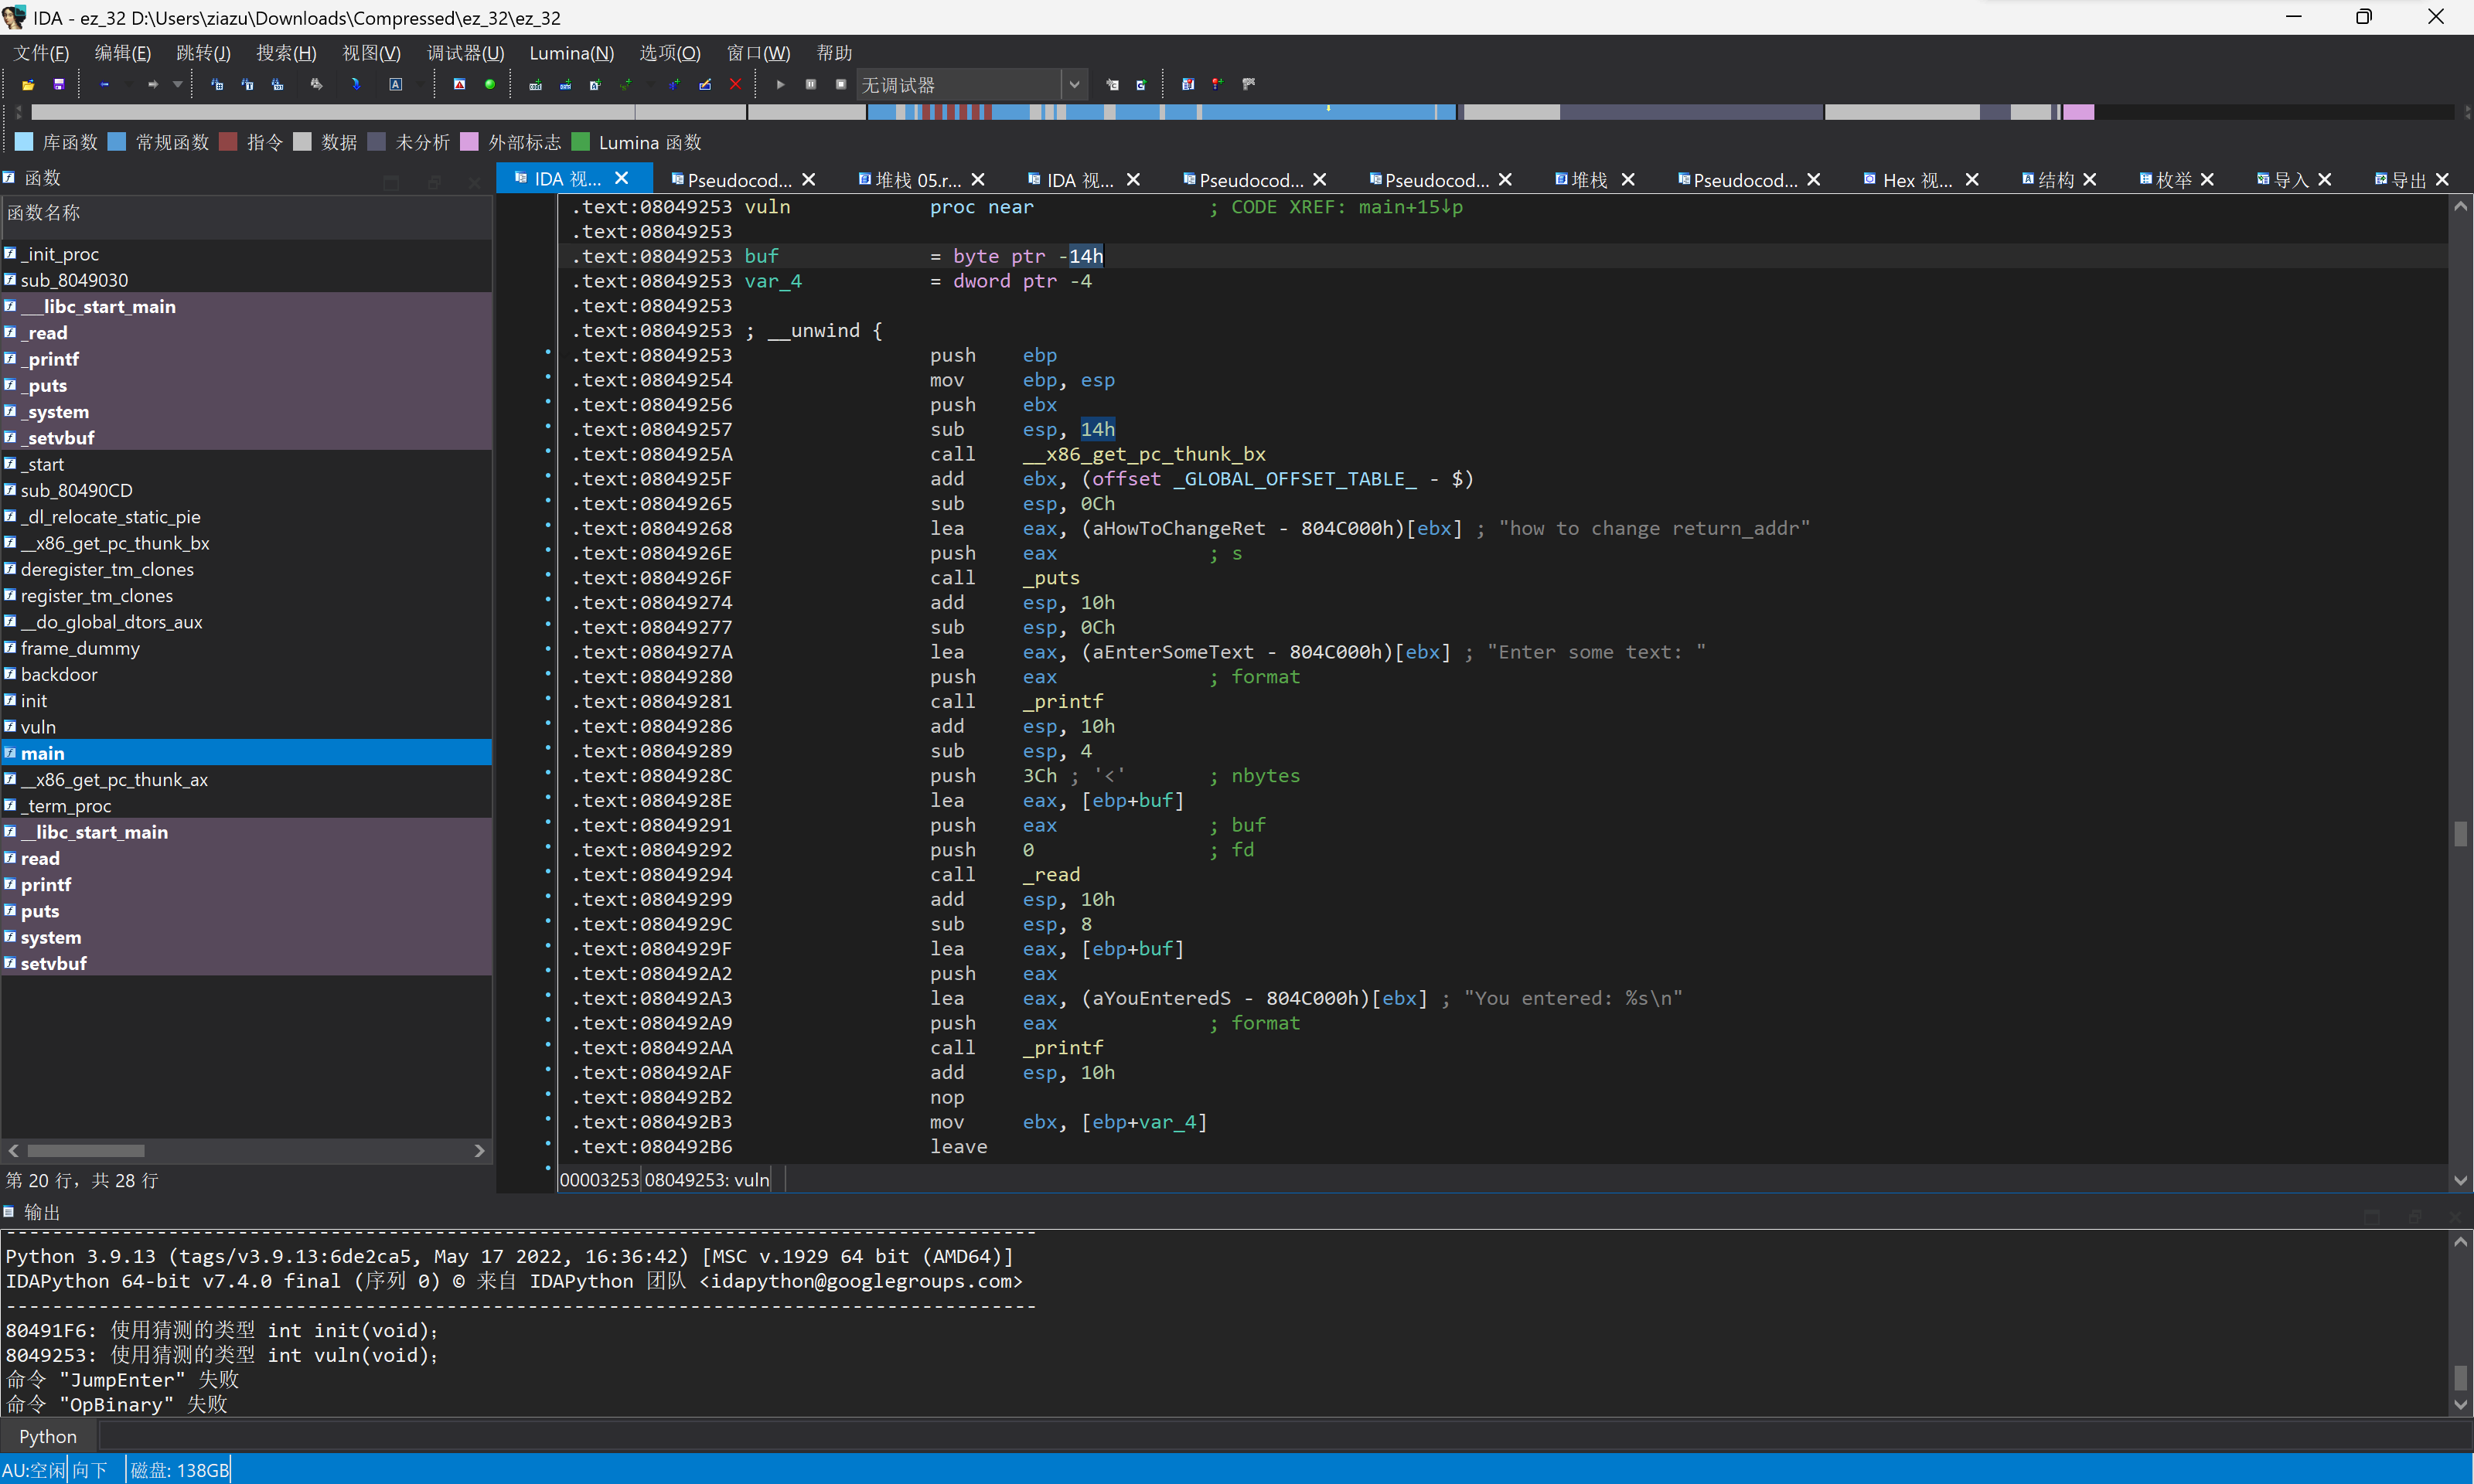 IDA - ez_32 D:\Users\ziazu\Downloads\Compressed\ez_32\ez_32
文件(F) 编辑(E) 跳转(J) 搜索(H) 视图(V) 调试器(U) Lumina(N) 选项(O) 窗口(W) 帮助
无调试器
库函数 常规函数 指令 数据 未分析 外部标志 Lumina 函数
函数
IDA 视... Pseudocod... 堆栈 05.r... IDA 视... Pseudocod... Pseudocod... 堆栈 Pseudocod... Hex 视... 结构 枚举 导入 导出
函数名称
_init_proc
sub_8049030
___libc_start_main
_read
_printf
_puts
_system
_setvbuf
_start
sub_80490CD
_dl_relocate_static_pie
__x86_get_pc_thunk_bx
deregister_tm_clones
register_tm_clones
__do_global_dtors_aux
frame_dummy
backdoor
init
vuln
main
__x86_get_pc_thunk_ax
_term_proc
__libc_start_main
read
printf
puts
system
setvbuf
第 20 行，共 28 行
.text:08049253 vuln proc near ; CODE XREF: main+15↓p
.text:08049253
.text:08049253 buf = byte ptr -14h
.text:08049253 var_4 = dword ptr -4
.text:08049253
.text:08049253 ; __unwind {
.text:08049253 push ebp
.text:08049254 mov ebp, esp
.text:08049256 push ebx
.text:08049257 sub esp, 14h
.text:0804925A call __x86_get_pc_thunk_bx
.text:0804925F add ebx, (offset _GLOBAL_OFFSET_TABLE_ - $)
.text:08049265 sub esp, 0Ch
.text:08049268 lea eax, (aHowToChangeRet - 804C000h)[ebx] ; "how to change return_addr"
.text:0804926E push eax ; s
.text:0804926F call _puts
.text:08049274 add esp, 10h
.text:08049277 sub esp, 0Ch
.text:0804927A lea eax, (aEnterSomeText - 804C000h)[ebx] ; "Enter some text: "
.text:08049280 push eax ; format
.text:08049281 call _printf
.text:08049286 add esp, 10h
.text:08049289 sub esp, 4
.text:0804928C push 3Ch ; '<' ; nbytes
.text:0804928E lea eax, [ebp+buf]
.text:08049291 push eax ; buf
.text:08049292 push 0 ; fd
.text:08049294 call _read
.text:08049299 add esp, 10h
.text:0804929C sub esp, 8
.text:0804929F lea eax, [ebp+buf]
.text:080492A2 push eax
.text:080492A3 lea eax, (aYouEnteredS - 804C000h)[ebx] ; "You entered: %s\n"
.text:080492A9 push eax ; format
.text:080492AA call _printf
.text:080492AF add esp, 10h
.text:080492B2 nop
.text:080492B3 mov ebx, [ebp+var_4]
.text:080492B6 leave
00003253 08049253: vuln
输出
Python 3.9.13 (tags/v3.9.13:6de2ca5, May 17 2022, 16:36:42) [MSC v.1929 64 bit (AMD64)]
IDAPython 64-bit v7.4.0 final (序列 0) © 来自 IDAPython 团队 <idapython@googlegroups.com>
80491F6: 使用猜测的类型 int init(void);
8049253: 使用猜测的类型 int vuln(void);
命令 "JumpEnter" 失败
命令 "OpBinary" 失败
Python
AU:空闲 向下 磁盘: 138GB